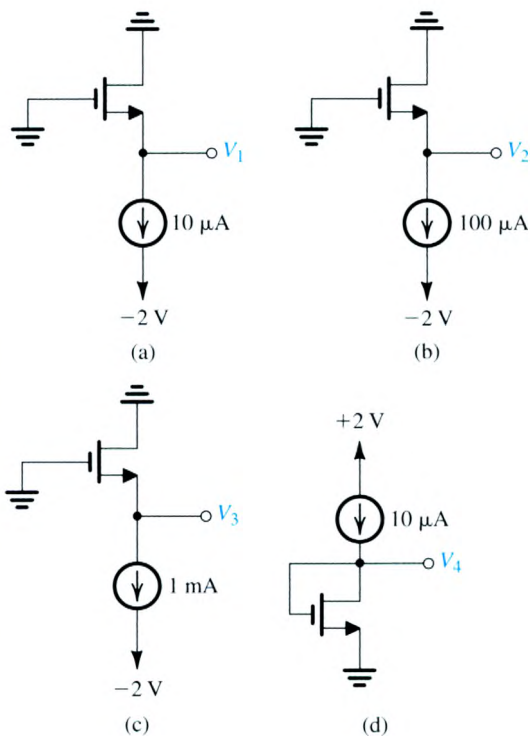 V₁
V₂
10 μA
100 μA
−2 V
−2 V
(a)
(b)
+2 V
10 μA
V₃
V₄
1 mA
−2 V
(c)
(d)